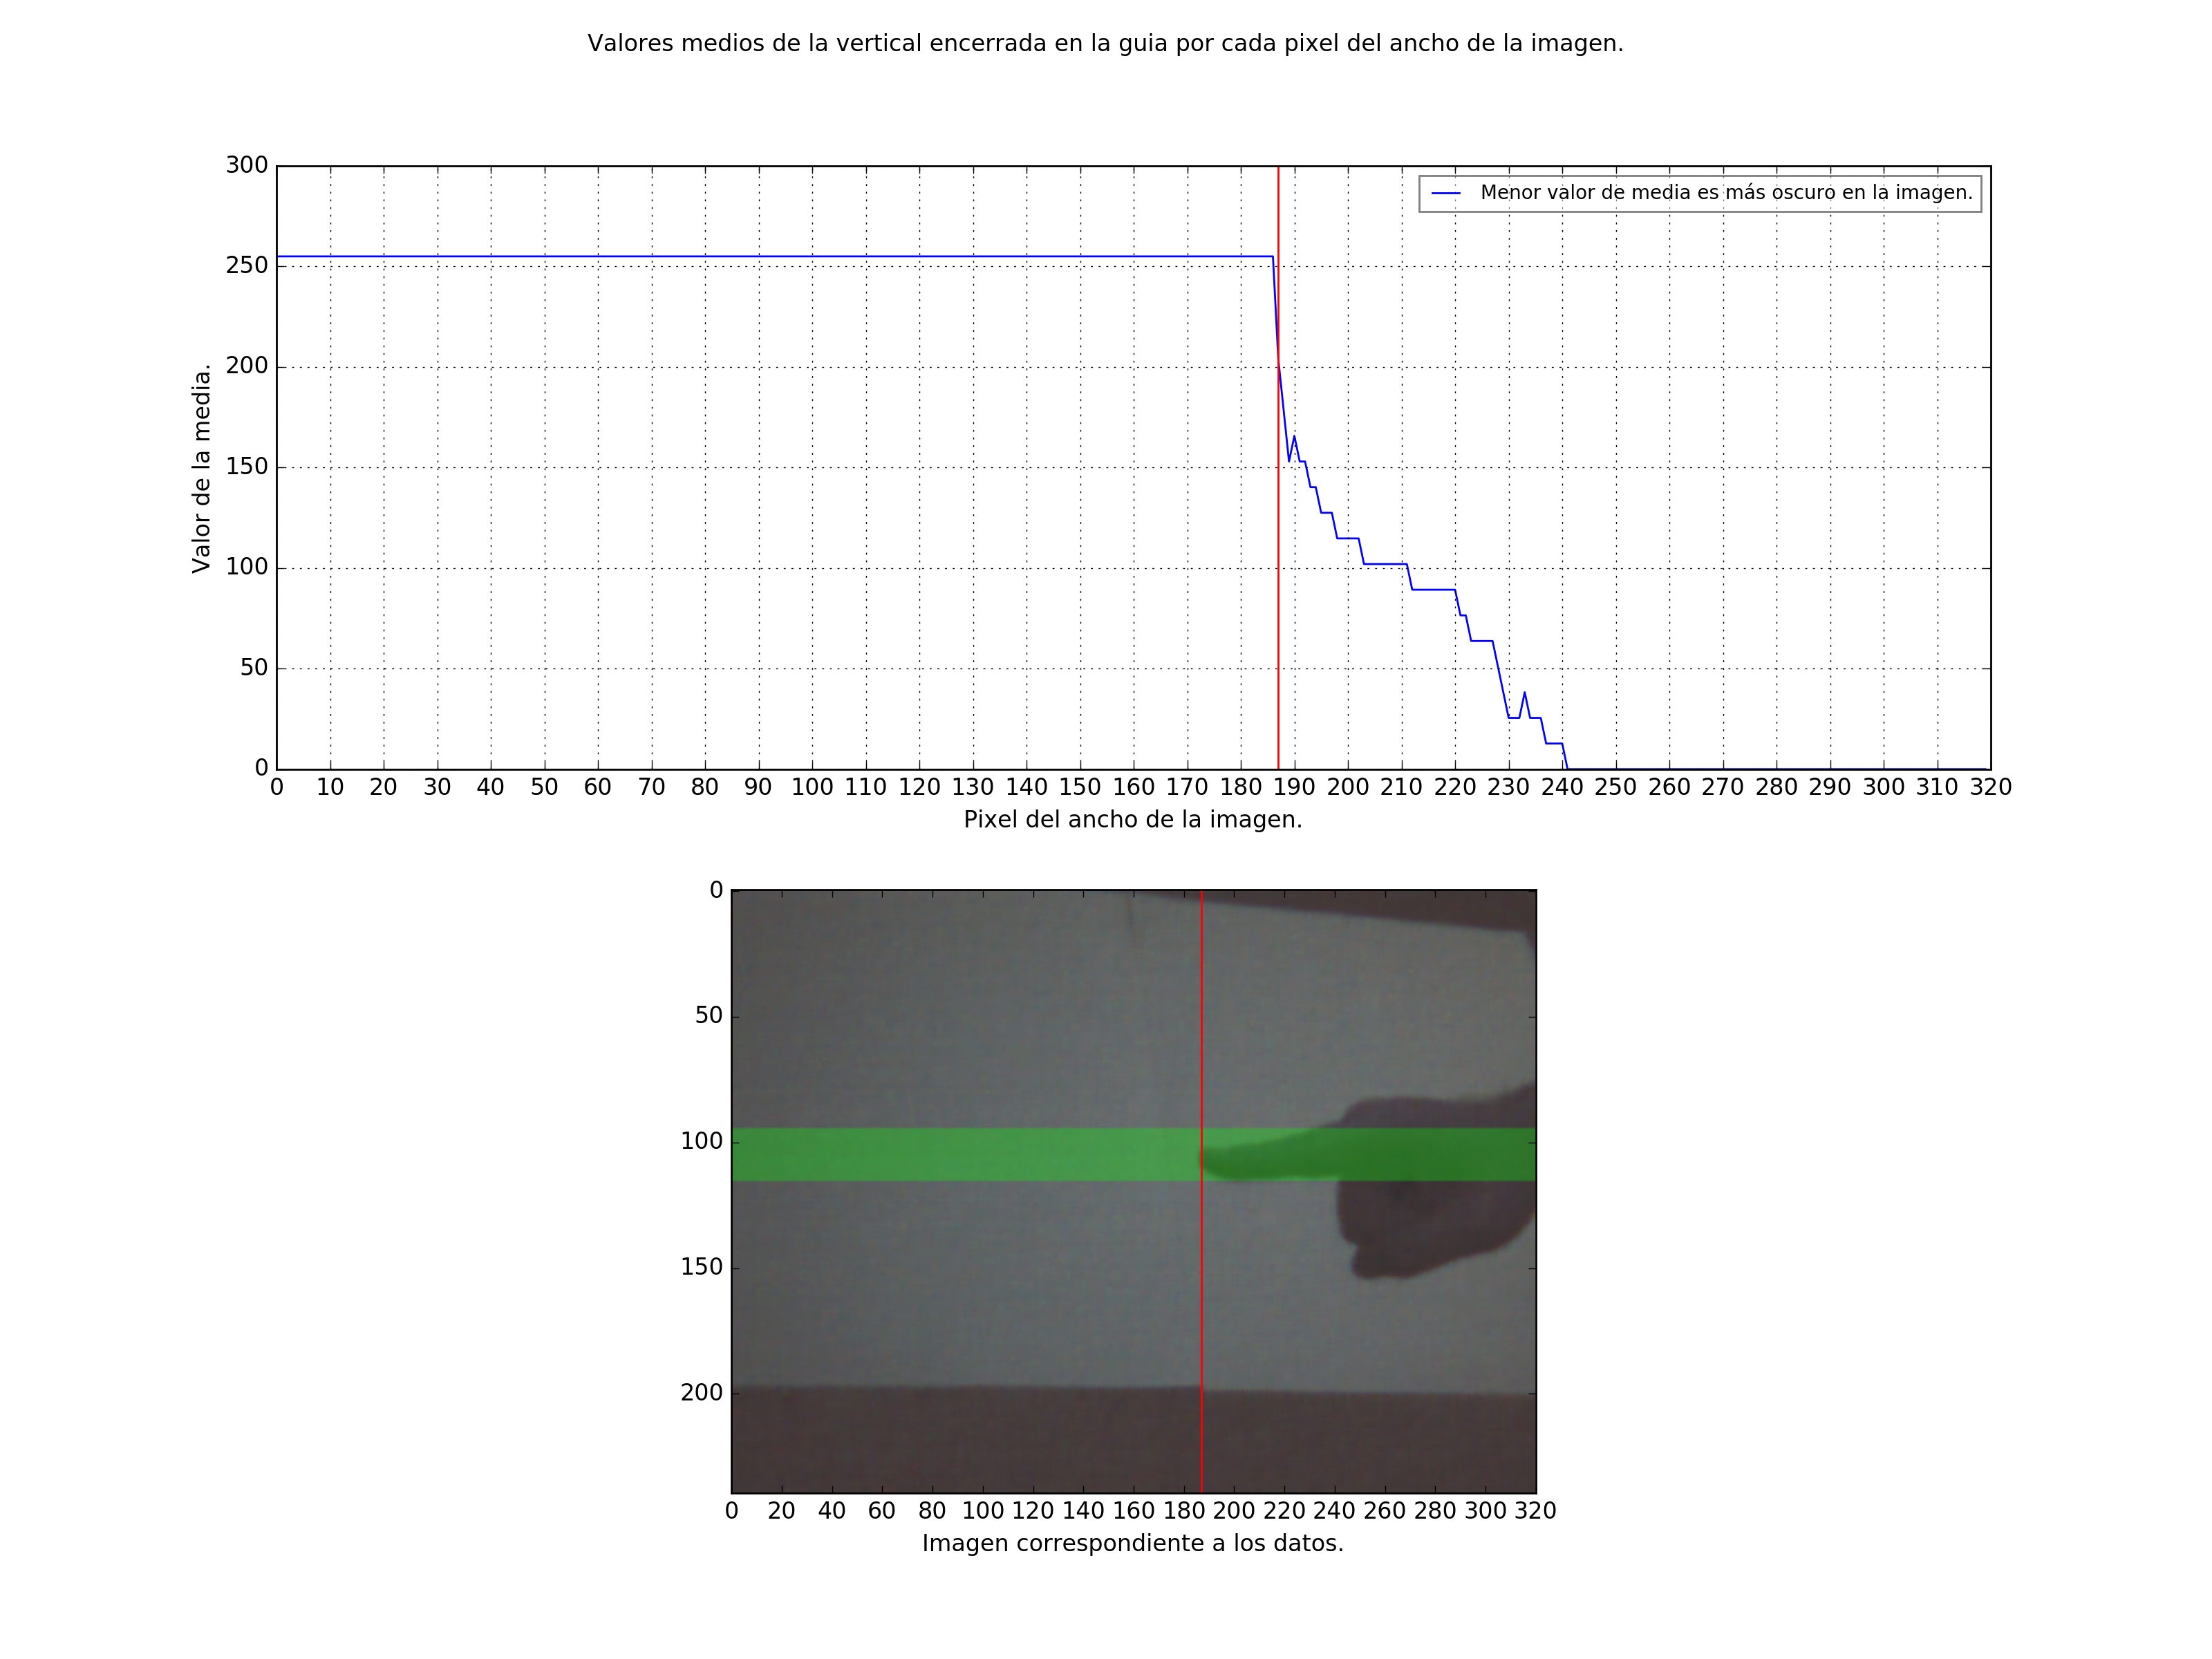 Valores medios de la vertical encerrada en la guia por cada pixel del ancho de la imagen.
300
250
200
150
100
50
0
Valor de la media.
Menor valor de media es más oscuro en la imagen.
0 10 20 30 40 50 60 70 80 90 100 110 120 130 140 150 160 170 180 190 200 210 220 230 240 250 260 270 280 290 300 310 320
Pixel del ancho de la imagen.
0
50
100
150
200
0 20 40 60 80 100 120 140 160 180 200 220 240 260 280 300 320
Imagen correspondiente a los datos.